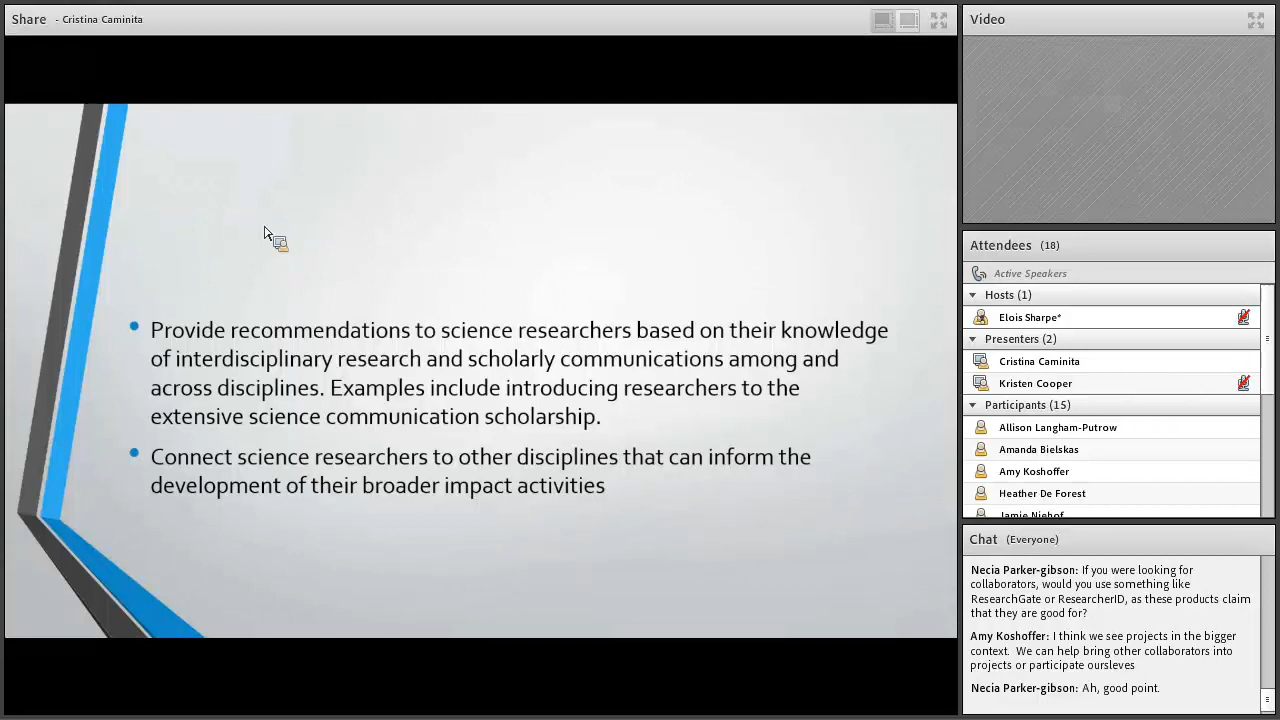 Share - Cristina Caminita
Provide recommendations to science researchers based on their knowledge
of interdisciplinary research and scholarly communications among and
across disciplines. Examples include introducing researchers to the
extensive science communication scholarship.
Connect science researchers to other disciplines that can inform the
development of their broader impact activities
Video
Attendees (18)
Active Speakers
Hosts (1)
Elois Sharpe*
Presenters (2)
Cristina Caminita
Kristen Cooper
Participants (15)
Allison Langham-Putrow
Amanda Bielskas
Amy Koshoffer
Heather De Forest
Jamie Niehof
Chat (Everyone)
Necia Parker-gibson: If you were looking for
collaborators, would you use something like
ResearchGate or ResearcherID, as these products claim
that they are good for?
Amy Koshoffer: I think we see projects in the bigger
context. We can help bring other collaborators into
projects or participate oursleves
Necia Parker-gibson: Ah, good point.